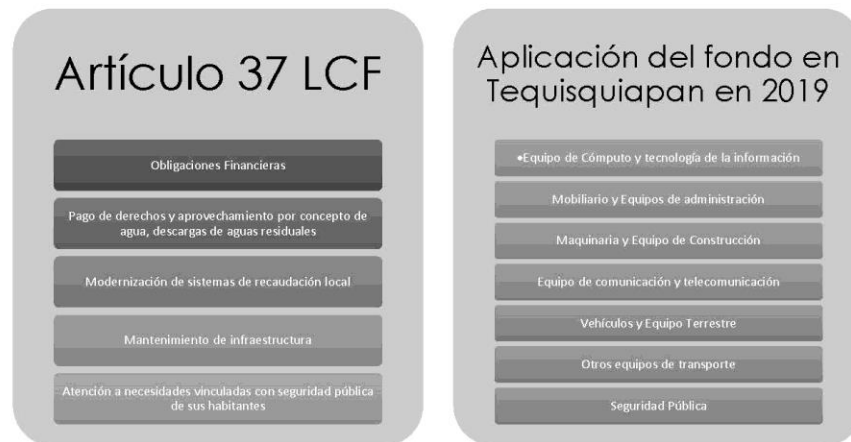 Artículo 37 LCF
Obligaciones Financieras
Pago de derechos y aprovechamiento por concepto de
agua, descargas de aguas residuales
Modernización de sistemas de recaudación local
Mantenimiento de infraestructura
Atención a necesidades vinculadas con seguridad pública
de sus habitantes
Aplicación del fondo en
Tequisquiapan en 2019
•Equipo de Cómputo y tecnología de la información
Mobiliario y Equipos de administración
Maquinaria y Equipo de Construcción
Equipo de comunicación y telecomunicación
Vehículos y Equipo Terrestre
Otros equipos de transporte
Seguridad Pública